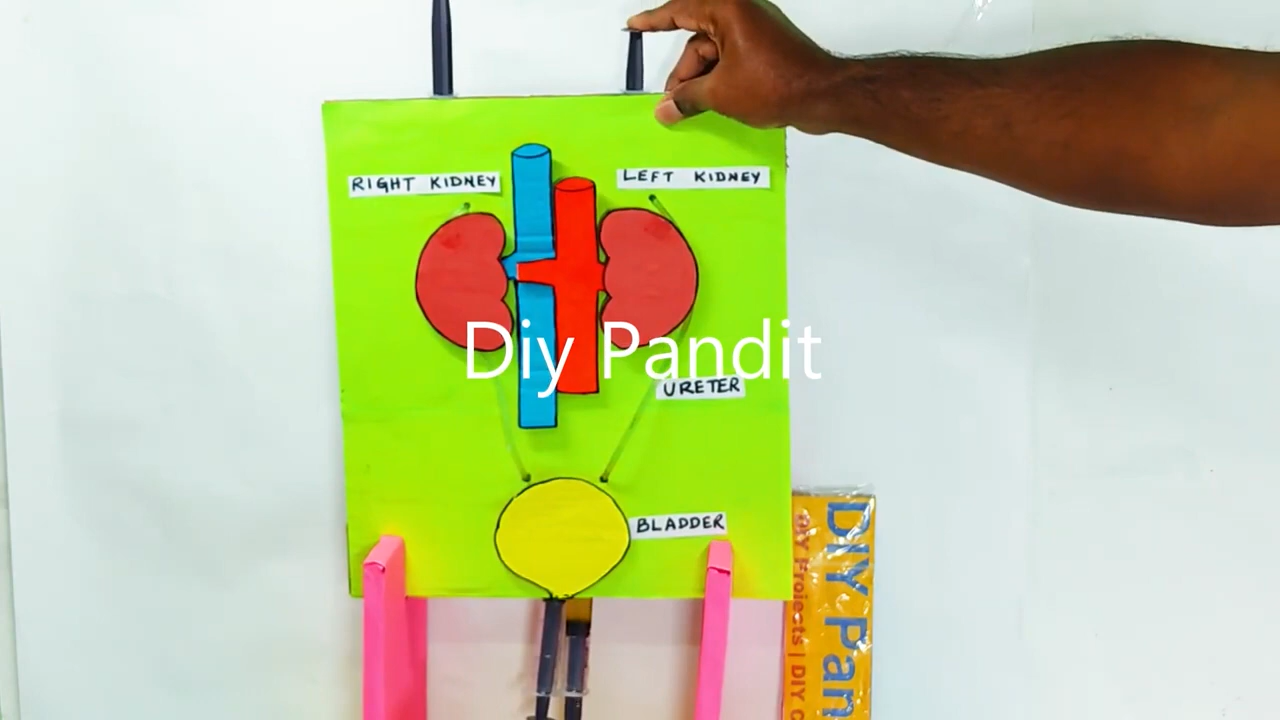 RIGHT KIDNEY
LEFT KIDNEY
Diy Pandit
URETER
BLADDER
DIY Pan
DIY Projects | DIY